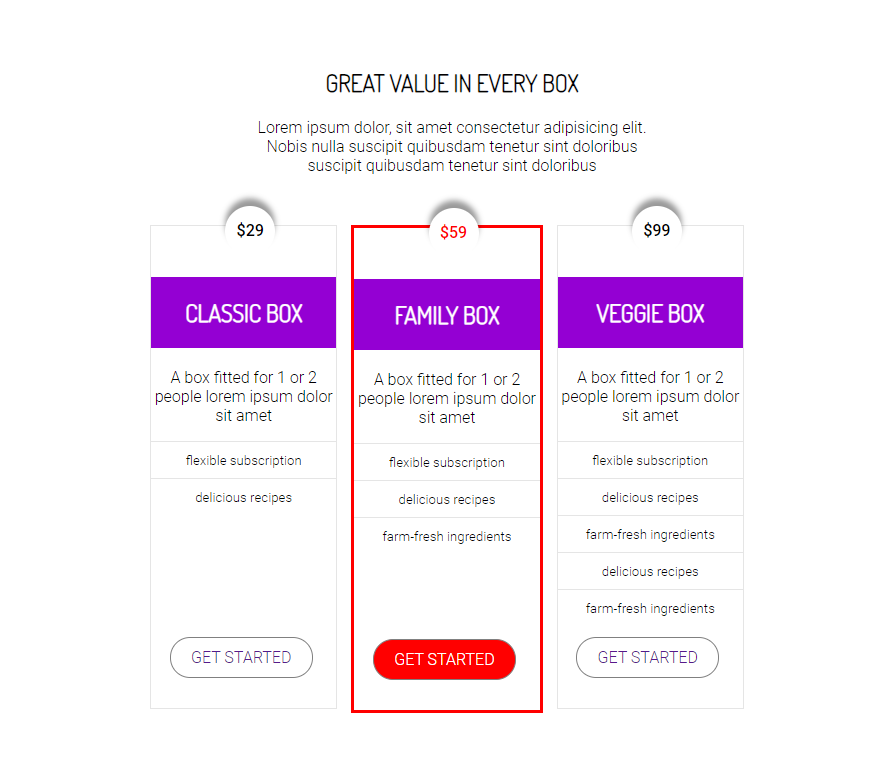 GREAT VALUE IN EVERY BOX
Lorem ipsum dolor, sit amet consectetur adipisicing elit.
Nobis nulla suscipit quibusdam tenetur sint doloribus
suscipit quibusdam tenetur sint doloribus
$29
CLASSIC BOX
A box fitted for 1 or 2
people lorem ipsum dolor
sit amet
flexible subscription
delicious recipes
GET STARTED
$59
FAMILY BOX
A box fitted for 1 or 2
people lorem ipsum dolor
sit amet
flexible subscription
delicious recipes
farm-fresh ingredients
GET STARTED
$99
VEGGIE BOX
A box fitted for 1 or 2
people lorem ipsum dolor
sit amet
flexible subscription
delicious recipes
farm-fresh ingredients
delicious recipes
farm-fresh ingredients
GET STARTED